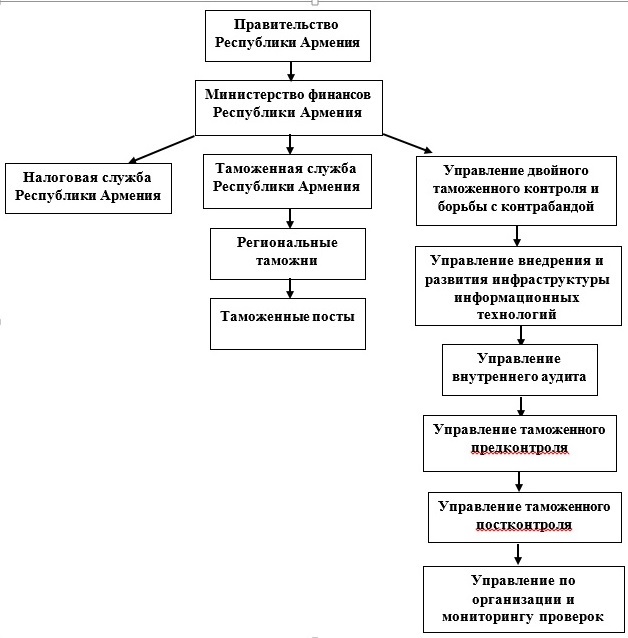 Правительство
Республики Армения
Министерство финансов
Республики Армения
Налоговая служба
Республики Армения
Таможенная служба
Республики Армения
Региональные
таможни
Таможенные посты
Управление двойного
таможенного контроля и
борьбы с контрабандой
Управление внедрения и
развития инфраструктуры
информационных
технологий
Управление
внутреннего аудита
Управление таможенного
предконтроля
Управление таможенного
постконтроля
Управление по
организации и
мониторингу проверок